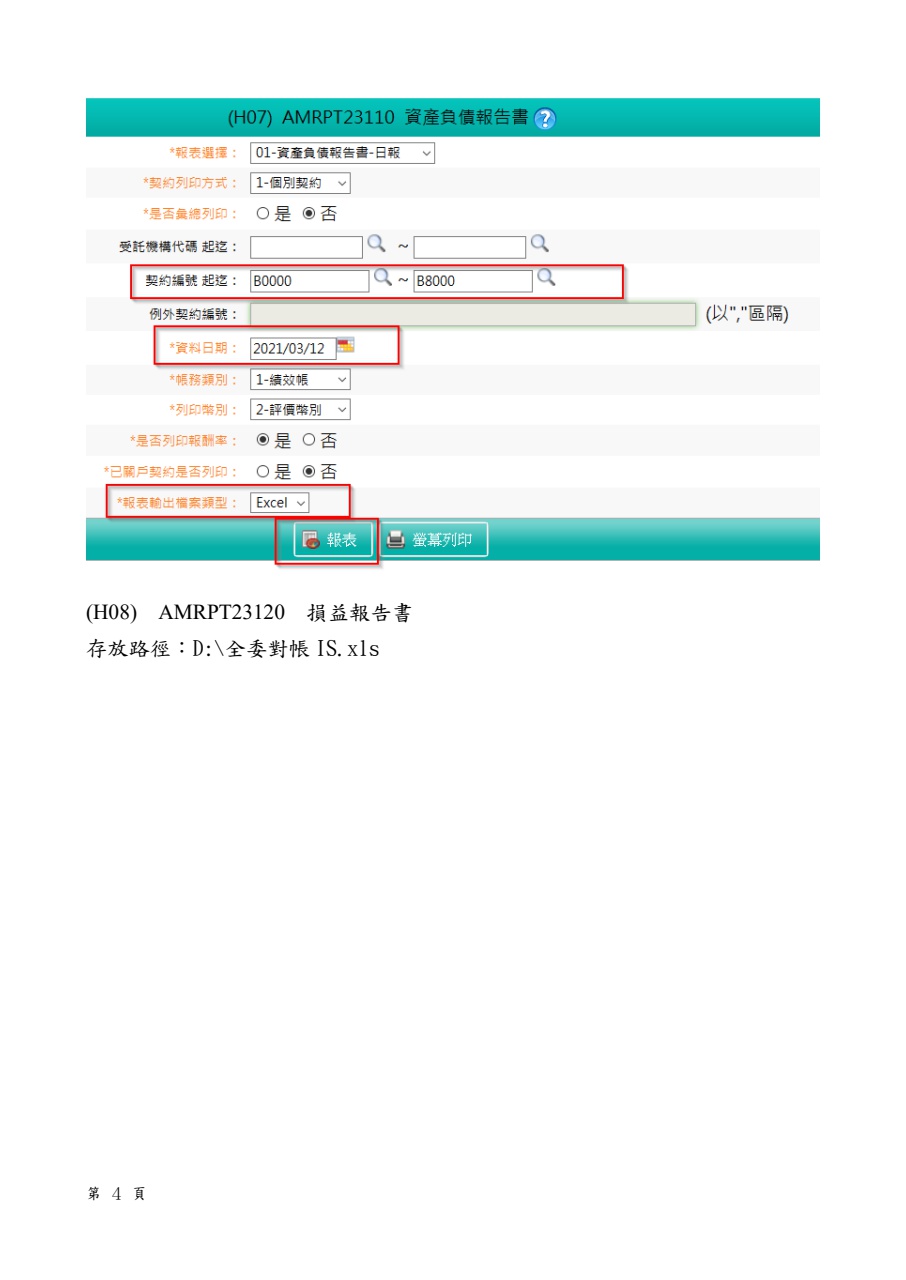 (H07) AMRPT23110 資產負債報告書
*報表選擇： 01-資產負債報告書-日報
*契約列印方式： 1-個別契約
*是否彙總列印： 是 否
受託機構代碼 起迄： ~
契約編號 起迄： B0000 ~ B8000
例外契約編號： (以","區隔)
*資料日期： 2021/03/12
*帳務類別： 1-績效帳
*列印幣別： 2-評價幣別
*是否列印報酬率： 是 否
*已關戶契約是否列印： 是 否
*報表輸出檔案類型： Excel
報表 螢幕列印
(H08) AMRPT23120 損益報告書
存放路徑：D:\全委對帳 IS.xls
第 4 頁